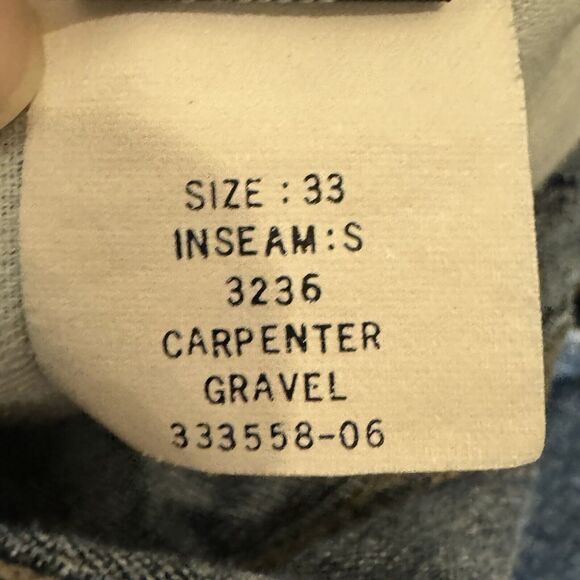 SIZE : 33
INSEAM:S
3236
CARPENTER
GRAVEL
333558-06